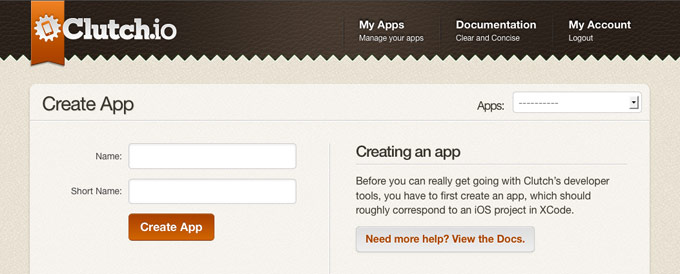 Clutch.io
My Apps
Manage your apps
Documentation
Clear and Concise
My Account
Logout
Create App
Apps:
----------
Name:
Short Name:
Create App
Creating an app
Before you can really get going with Clutch's developer
tools, you have to first create an app, which should
roughly correspond to an iOS project in XCode.
Need more help? View the Docs.